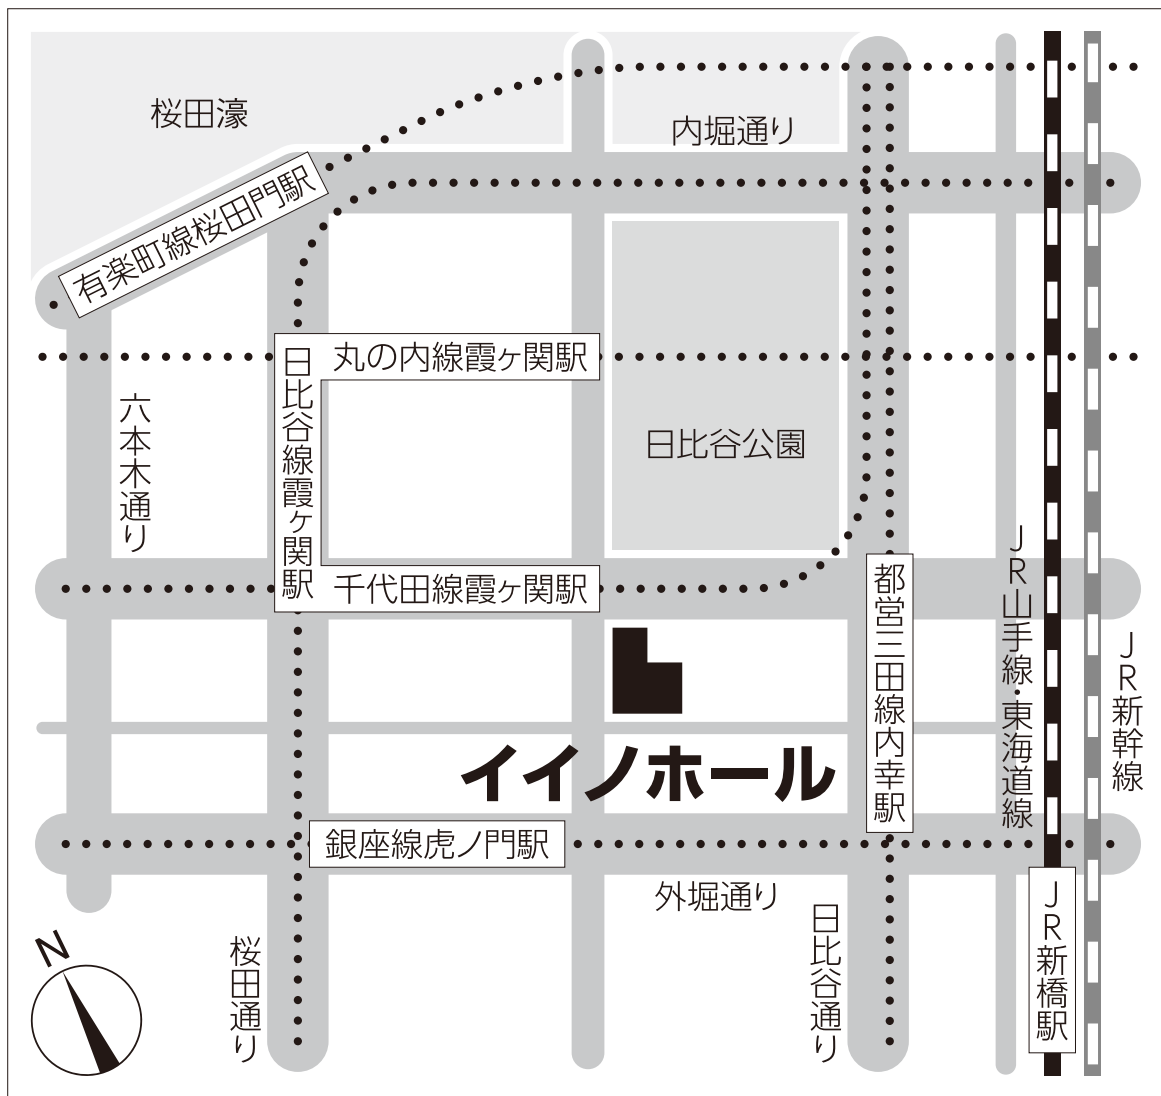 桜田濠
内堀通り
有楽町線桜田門駅
丸の内線霞ヶ関駅
日比谷線霞ヶ関駅
六本木通り
日比谷公園
千代田線霞ヶ関駅
都営三田線内幸駅
JR山手線・東海道線
JR新幹線
イイノホール
銀座線虎ノ門駅
外堀通り
日比谷通り
JR新橋駅
桜田通り
N